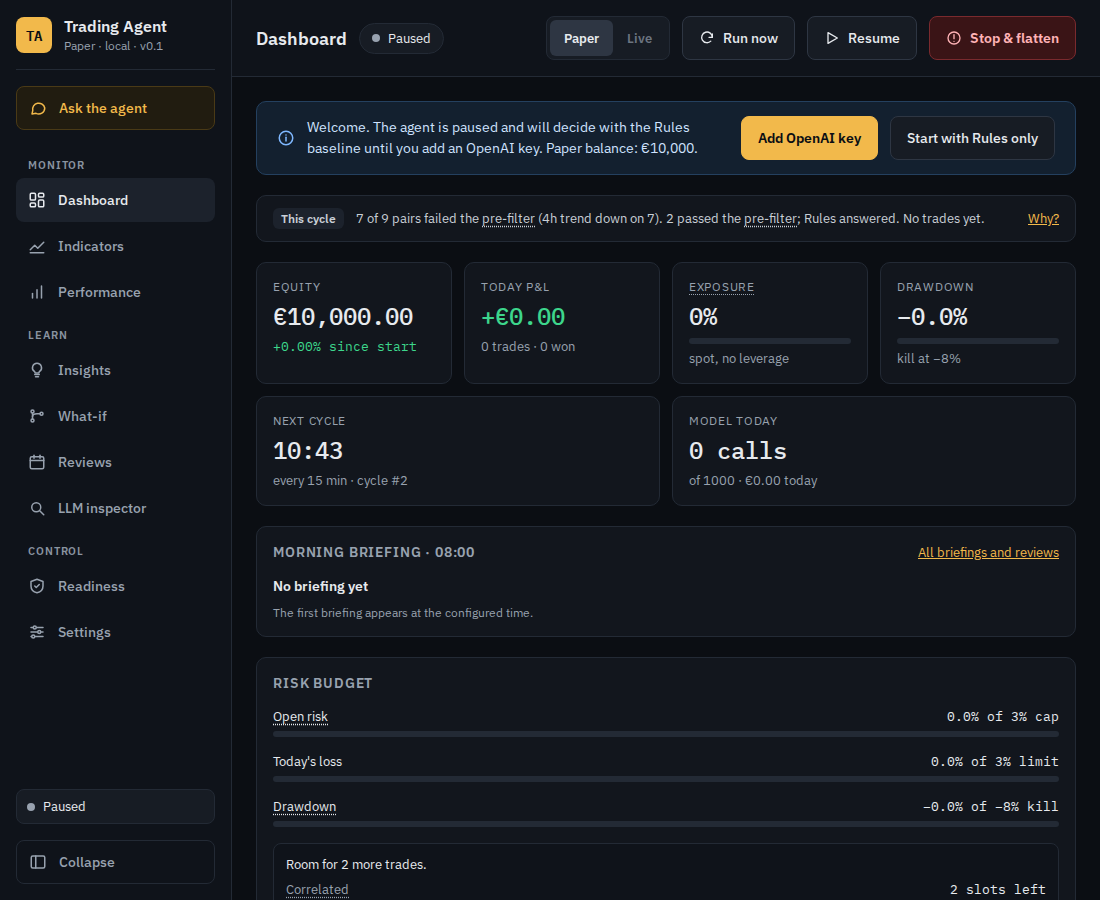 TA
Trading Agent
Paper · local · v0.1
Ask the agent
MONITOR
Dashboard
Indicators
Performance
LEARN
Insights
What-if
Reviews
LLM inspector
CONTROL
Readiness
Settings
Paused
Collapse
Dashboard
Paused
Paper
Live
Run now
Resume
Stop & flatten
Welcome. The agent is paused and will decide with the Rules
baseline until you add an OpenAI key. Paper balance: €10,000.
Add OpenAI key
Start with Rules only
This cycle
7 of 9 pairs failed the pre-filter (4h trend down on 7). 2 passed the pre-filter; Rules answered. No trades yet.
Why?
EQUITY
€10,000.00
+0.00% since start
TODAY P&L
+€0.00
0 trades · 0 won
EXPOSURE
0%
spot, no leverage
DRAWDOWN
−0.0%
kill at −8%
NEXT CYCLE
10:43
every 15 min · cycle #2
MODEL TODAY
0 calls
of 1000 · €0.00 today
MORNING BRIEFING · 08:00
All briefings and reviews
No briefing yet
The first briefing appears at the configured time.
RISK BUDGET
Open risk
0.0% of 3% cap
Today's loss
0.0% of 3% limit
Drawdown
−0.0% of −8% kill
Room for 2 more trades.
Correlated
2 slots left